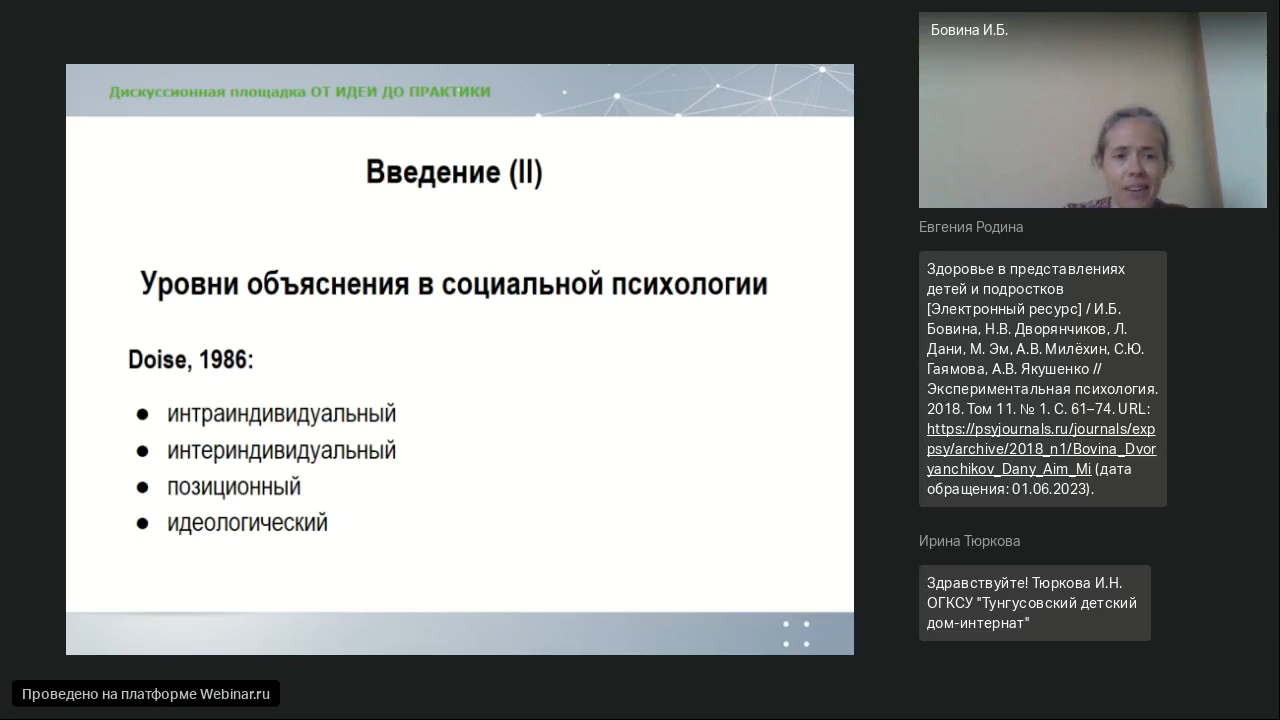 Дискуссионная площадка ОТ ИДЕИ ДО ПРАКТИКИ
Введение (II)
Уровни объяснения в социальной психологии
Doise, 1986:
● интраиндивидуальный
● интериндивидуальный
● позиционный
● идеологический
Проведено на платформе Webinar.ru
Бовина И.Б.
Евгения Родина
Здоровье в представлениях
детей и подростков
[Электронный ресурс] / И.Б.
Бовина, Н.В. Дворянчиков, Л.
Дани, М. Эм, А.В. Милёхин, С.Ю.
Гаямова, А.В. Якушенко //
Экспериментальная психология.
2018. Том 11. № 1. С. 61–74. URL:
https://psyjournals.ru/journals/exp
psy/archive/2018_n1/Bovina_Dvor
yanchikov_Dany_Aim_Mi (дата
обращения: 01.06.2023).
Ирина Тюркова
Здравствуйте! Тюркова И.Н.
ОГКСУ "Тунгусовский детский
дом-интернат"